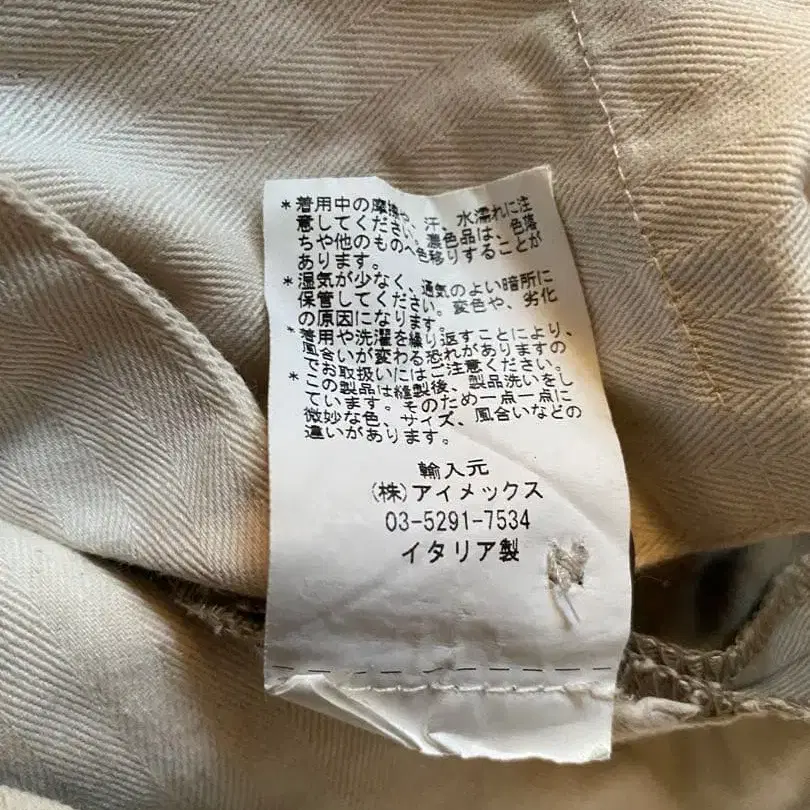 *着用中の摩擦や、汗、水濡れに注
意してください。濃色品は、色落
ちや他のものへ色移りすることが
あります。
*湿気が少なく、通気のよい暗所に
保管してください。変色や、劣化
の原因になります。
*着用や洗濯を繰り返すことにより、
風合いが変わる恐れがありますの
でお取扱いにはご注意ください。
*この製品は縫製後、製品洗いをし
ています。そのため一点一点に
微妙な色、サイズ、風合いなどの
違いがあります。
輸入元
(株)アイメックス
03-5291-7534
イタリア製